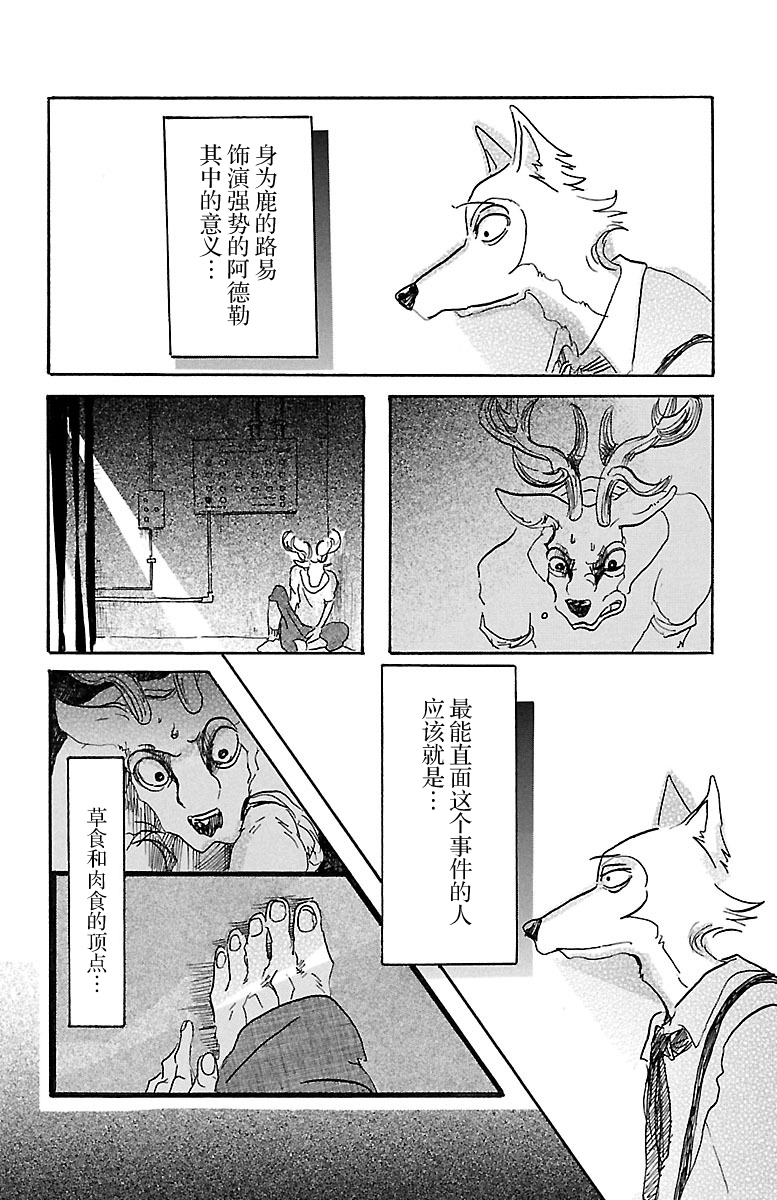 身为鹿的路易
饰演强势的阿德勒
其中的意义…
最能直面这个事件的人
应该就是…
草食和肉食的顶点…